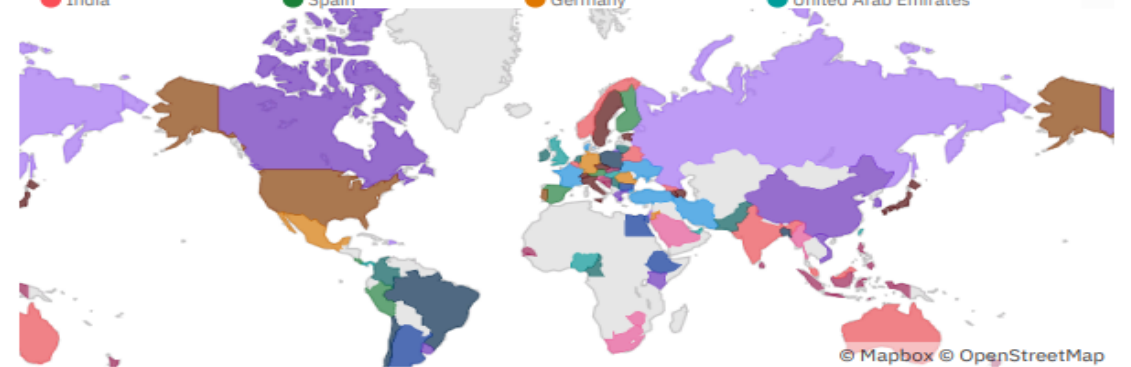 India Spain Germany United Arab Emirates
© Mapbox © OpenStreetMap